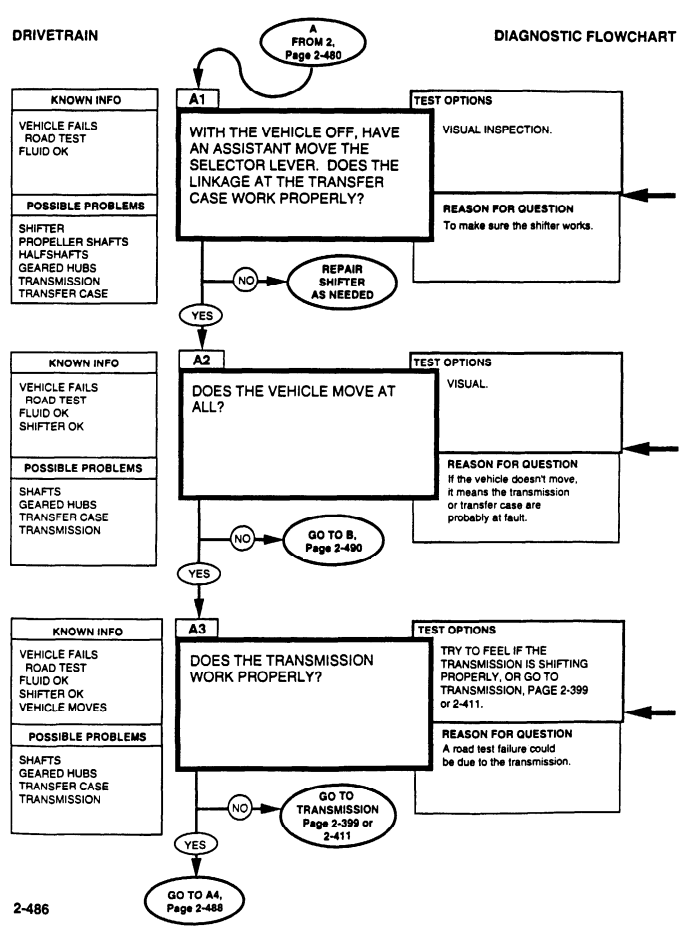 DRIVETRAIN
DIAGNOSTIC FLOWCHART
A
FROM 2,
Page 2-480
KNOWN INFO
VEHICLE FAILS
ROAD TEST
FLUID OK
POSSIBLE PROBLEMS
SHIFTER
PROPELLER SHAFTS
HALFSHAFTS
GEARED HUBS
TRANSMISSION
TRANSFER CASE
A1
WITH THE VEHICLE OFF, HAVE
AN ASSISTANT MOVE THE
SELECTOR LEVER. DOES THE
LINKAGE AT THE TRANSFER
CASE WORK PROPERLY?
TEST OPTIONS
VISUAL INSPECTION.
REASON FOR QUESTION
To make sure the shifter works.
NO
REPAIR
SHIFTER
AS NEEDED
YES
KNOWN INFO
VEHICLE FAILS
ROAD TEST
FLUID OK
SHIFTER OK
POSSIBLE PROBLEMS
SHAFTS
GEARED HUBS
TRANSFER CASE
TRANSMISSION
A2
DOES THE VEHICLE MOVE AT
ALL?
TEST OPTIONS
VISUAL.
REASON FOR QUESTION
If the vehicle doesn't move,
it means the transmission
or transfer case are
probably at fault.
NO
GO TO B,
Page 2-490
YES
KNOWN INFO
VEHICLE FAILS
ROAD TEST
FLUID OK
SHIFTER OK
VEHICLE MOVES
POSSIBLE PROBLEMS
SHAFTS
GEARED HUBS
TRANSFER CASE
TRANSMISSION
A3
DOES THE TRANSMISSION
WORK PROPERLY?
TEST OPTIONS
TRY TO FEEL IF THE
TRANSMISSION IS SHIFTING
PROPERLY, OR GO TO
TRANSMISSION, PAGE 2-399
or 2-411.
REASON FOR QUESTION
A road test failure could
be due to the transmission.
NO
GO TO
TRANSMISSION
Page 2-399 or
2-411
YES
GO TO A4,
Page 2-488
2-486